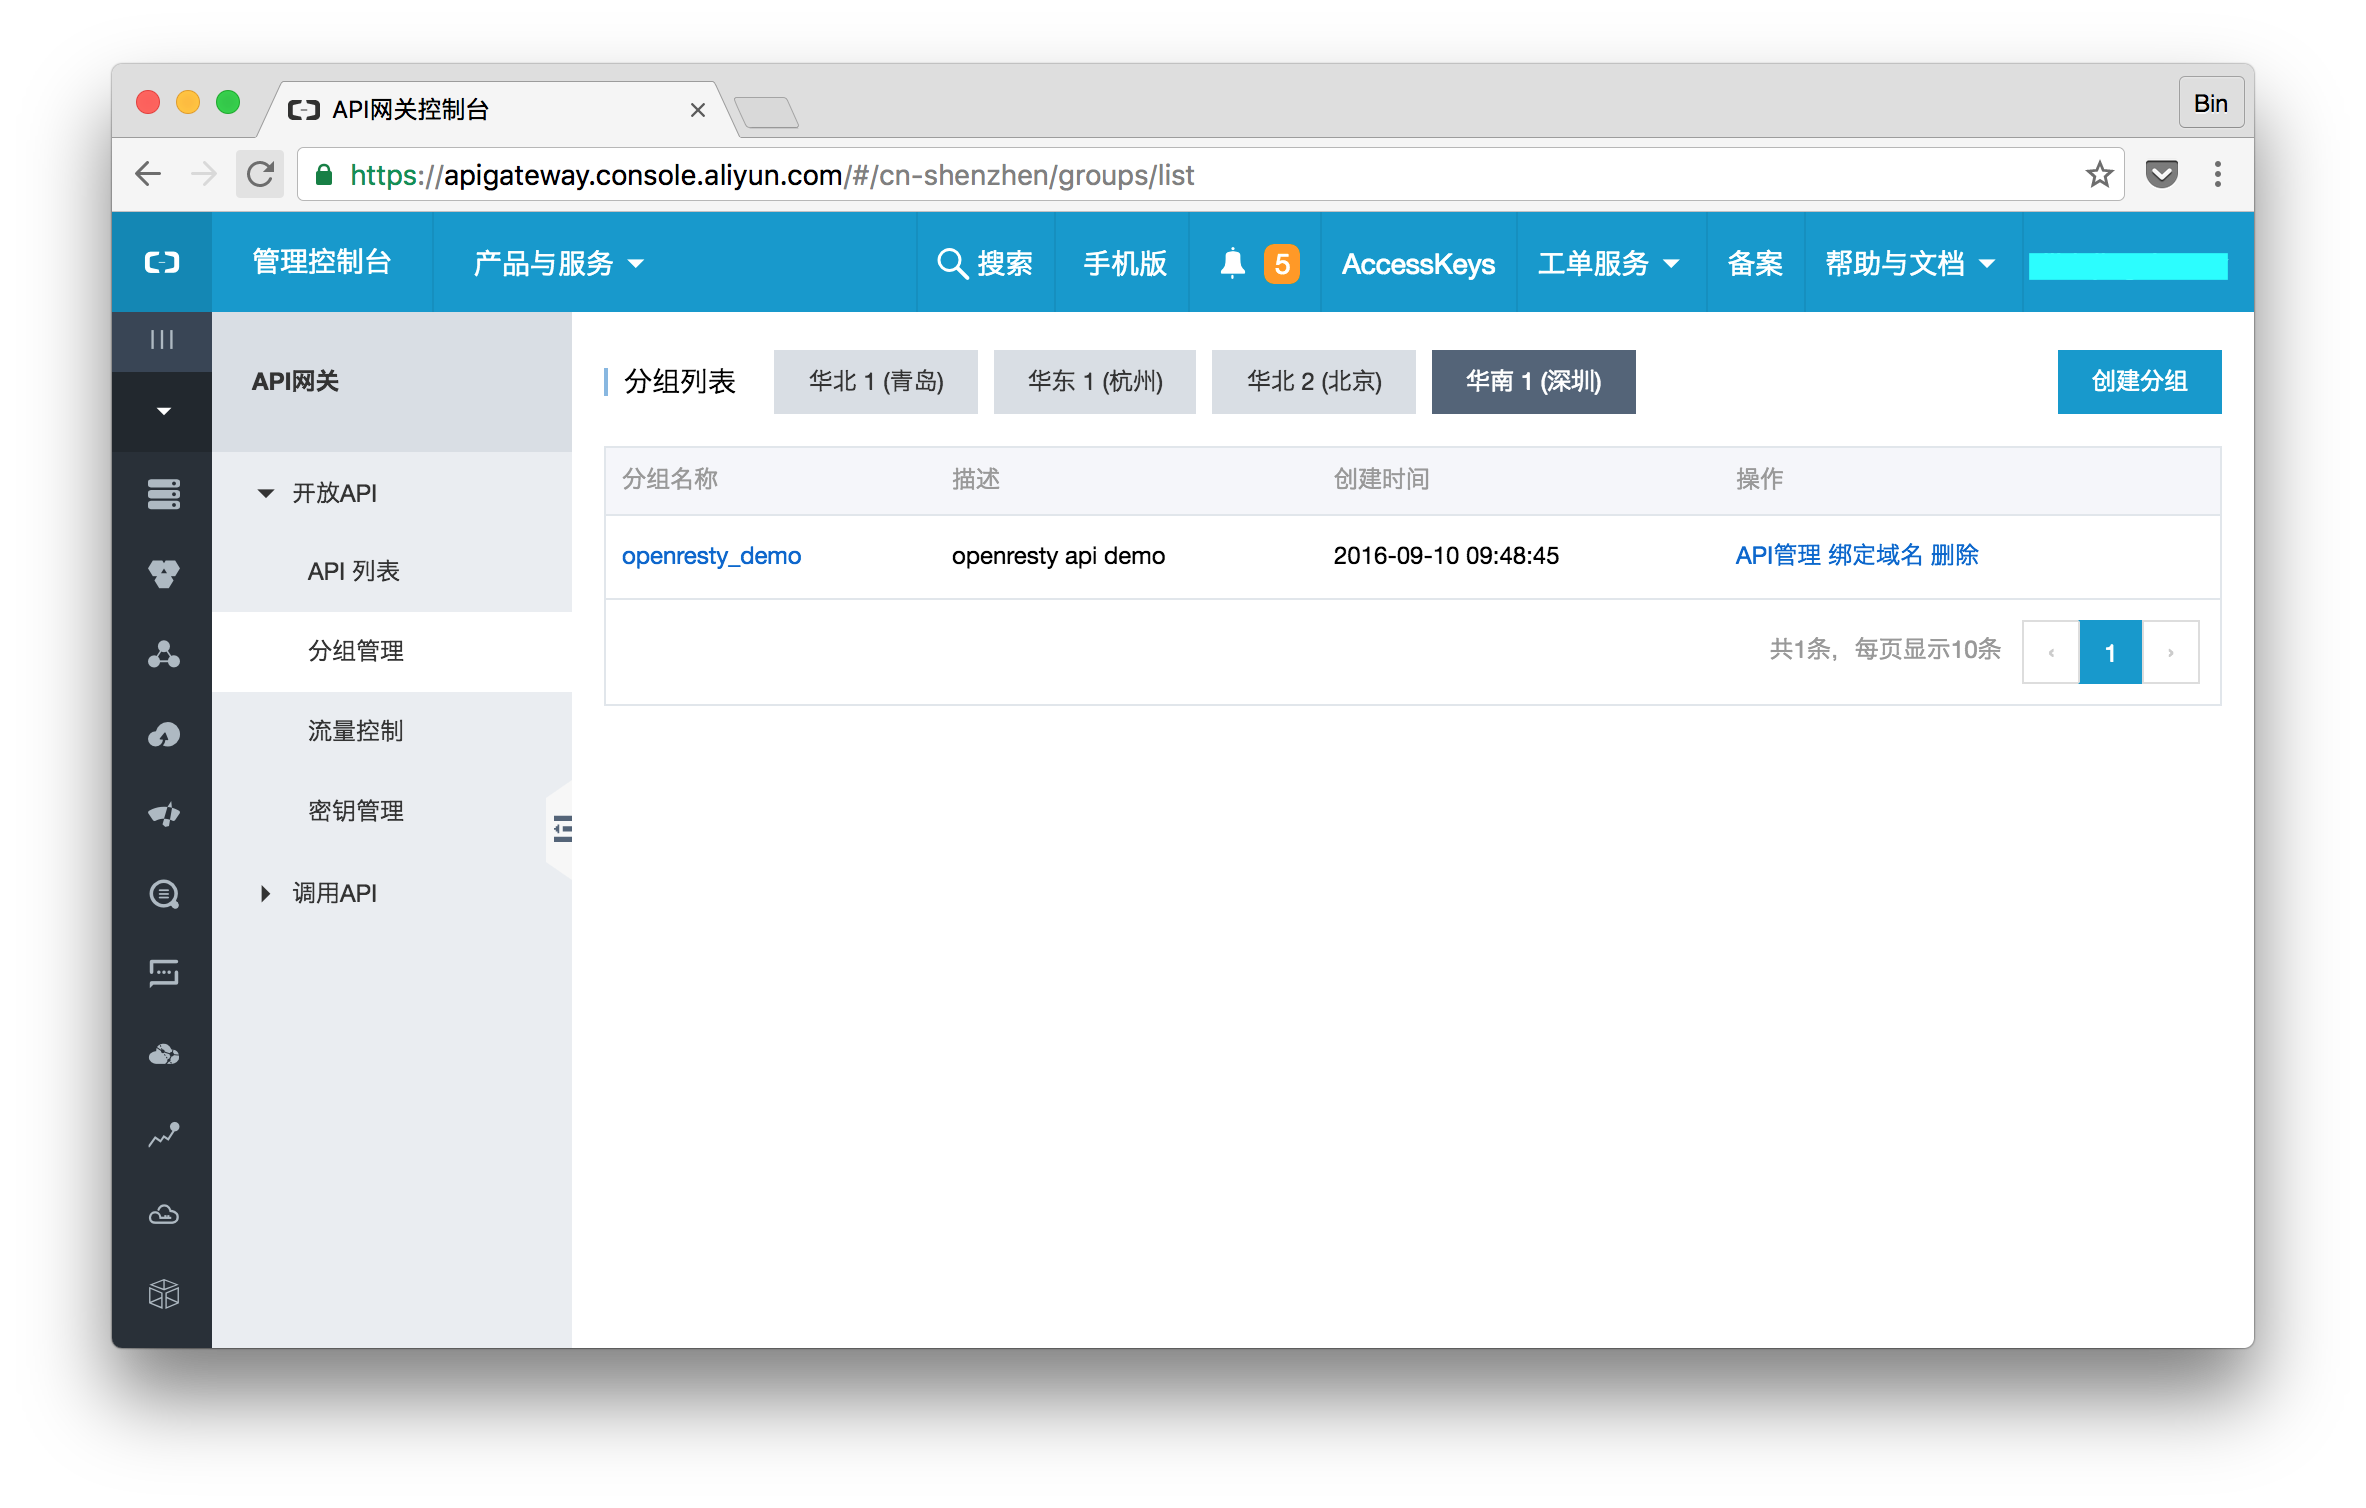 API网关控制台
Bin
https://apigateway.console.aliyun.com/#/cn-shenzhen/groups/list
管理控制台 产品与服务 搜索 手机版 5 AccessKeys 工单服务 备案 帮助与文档
API网关
开放API
API 列表
分组管理
流量控制
密钥管理
调用API
分组列表 华北 1 (青岛) 华东 1 (杭州) 华北 2 (北京) 华南 1 (深圳) 创建分组
分组名称 描述 创建时间 操作
openresty_demo openresty api demo 2016-09-10 09:48:45 API管理 绑定域名 删除
共1条，每页显示10条 ‹ 1 ›